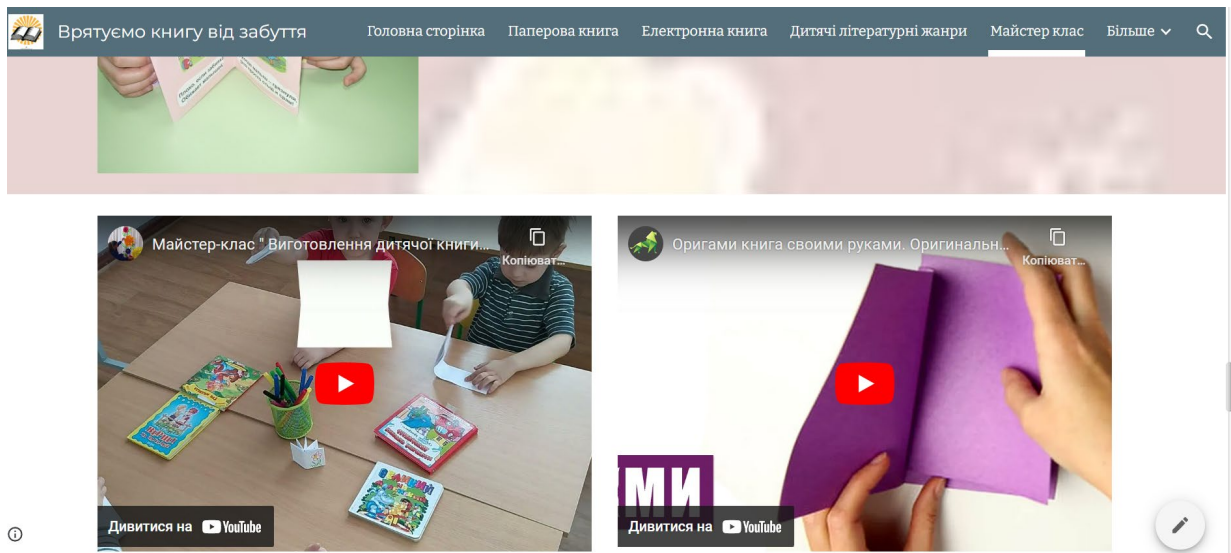 Врятуємо книгу від забуття
Головна сторінка
Паперова книга
Електронна книга
Дитячі літературні жанри
Майстер клас
Більше
Майстер-клас " Виготовлення дитячої книги...
Копіюват...
Оригами книга своими руками. Оригинальн...
Копіюват...
МИ
Дивитися на YouTube
Дивитися на YouTube